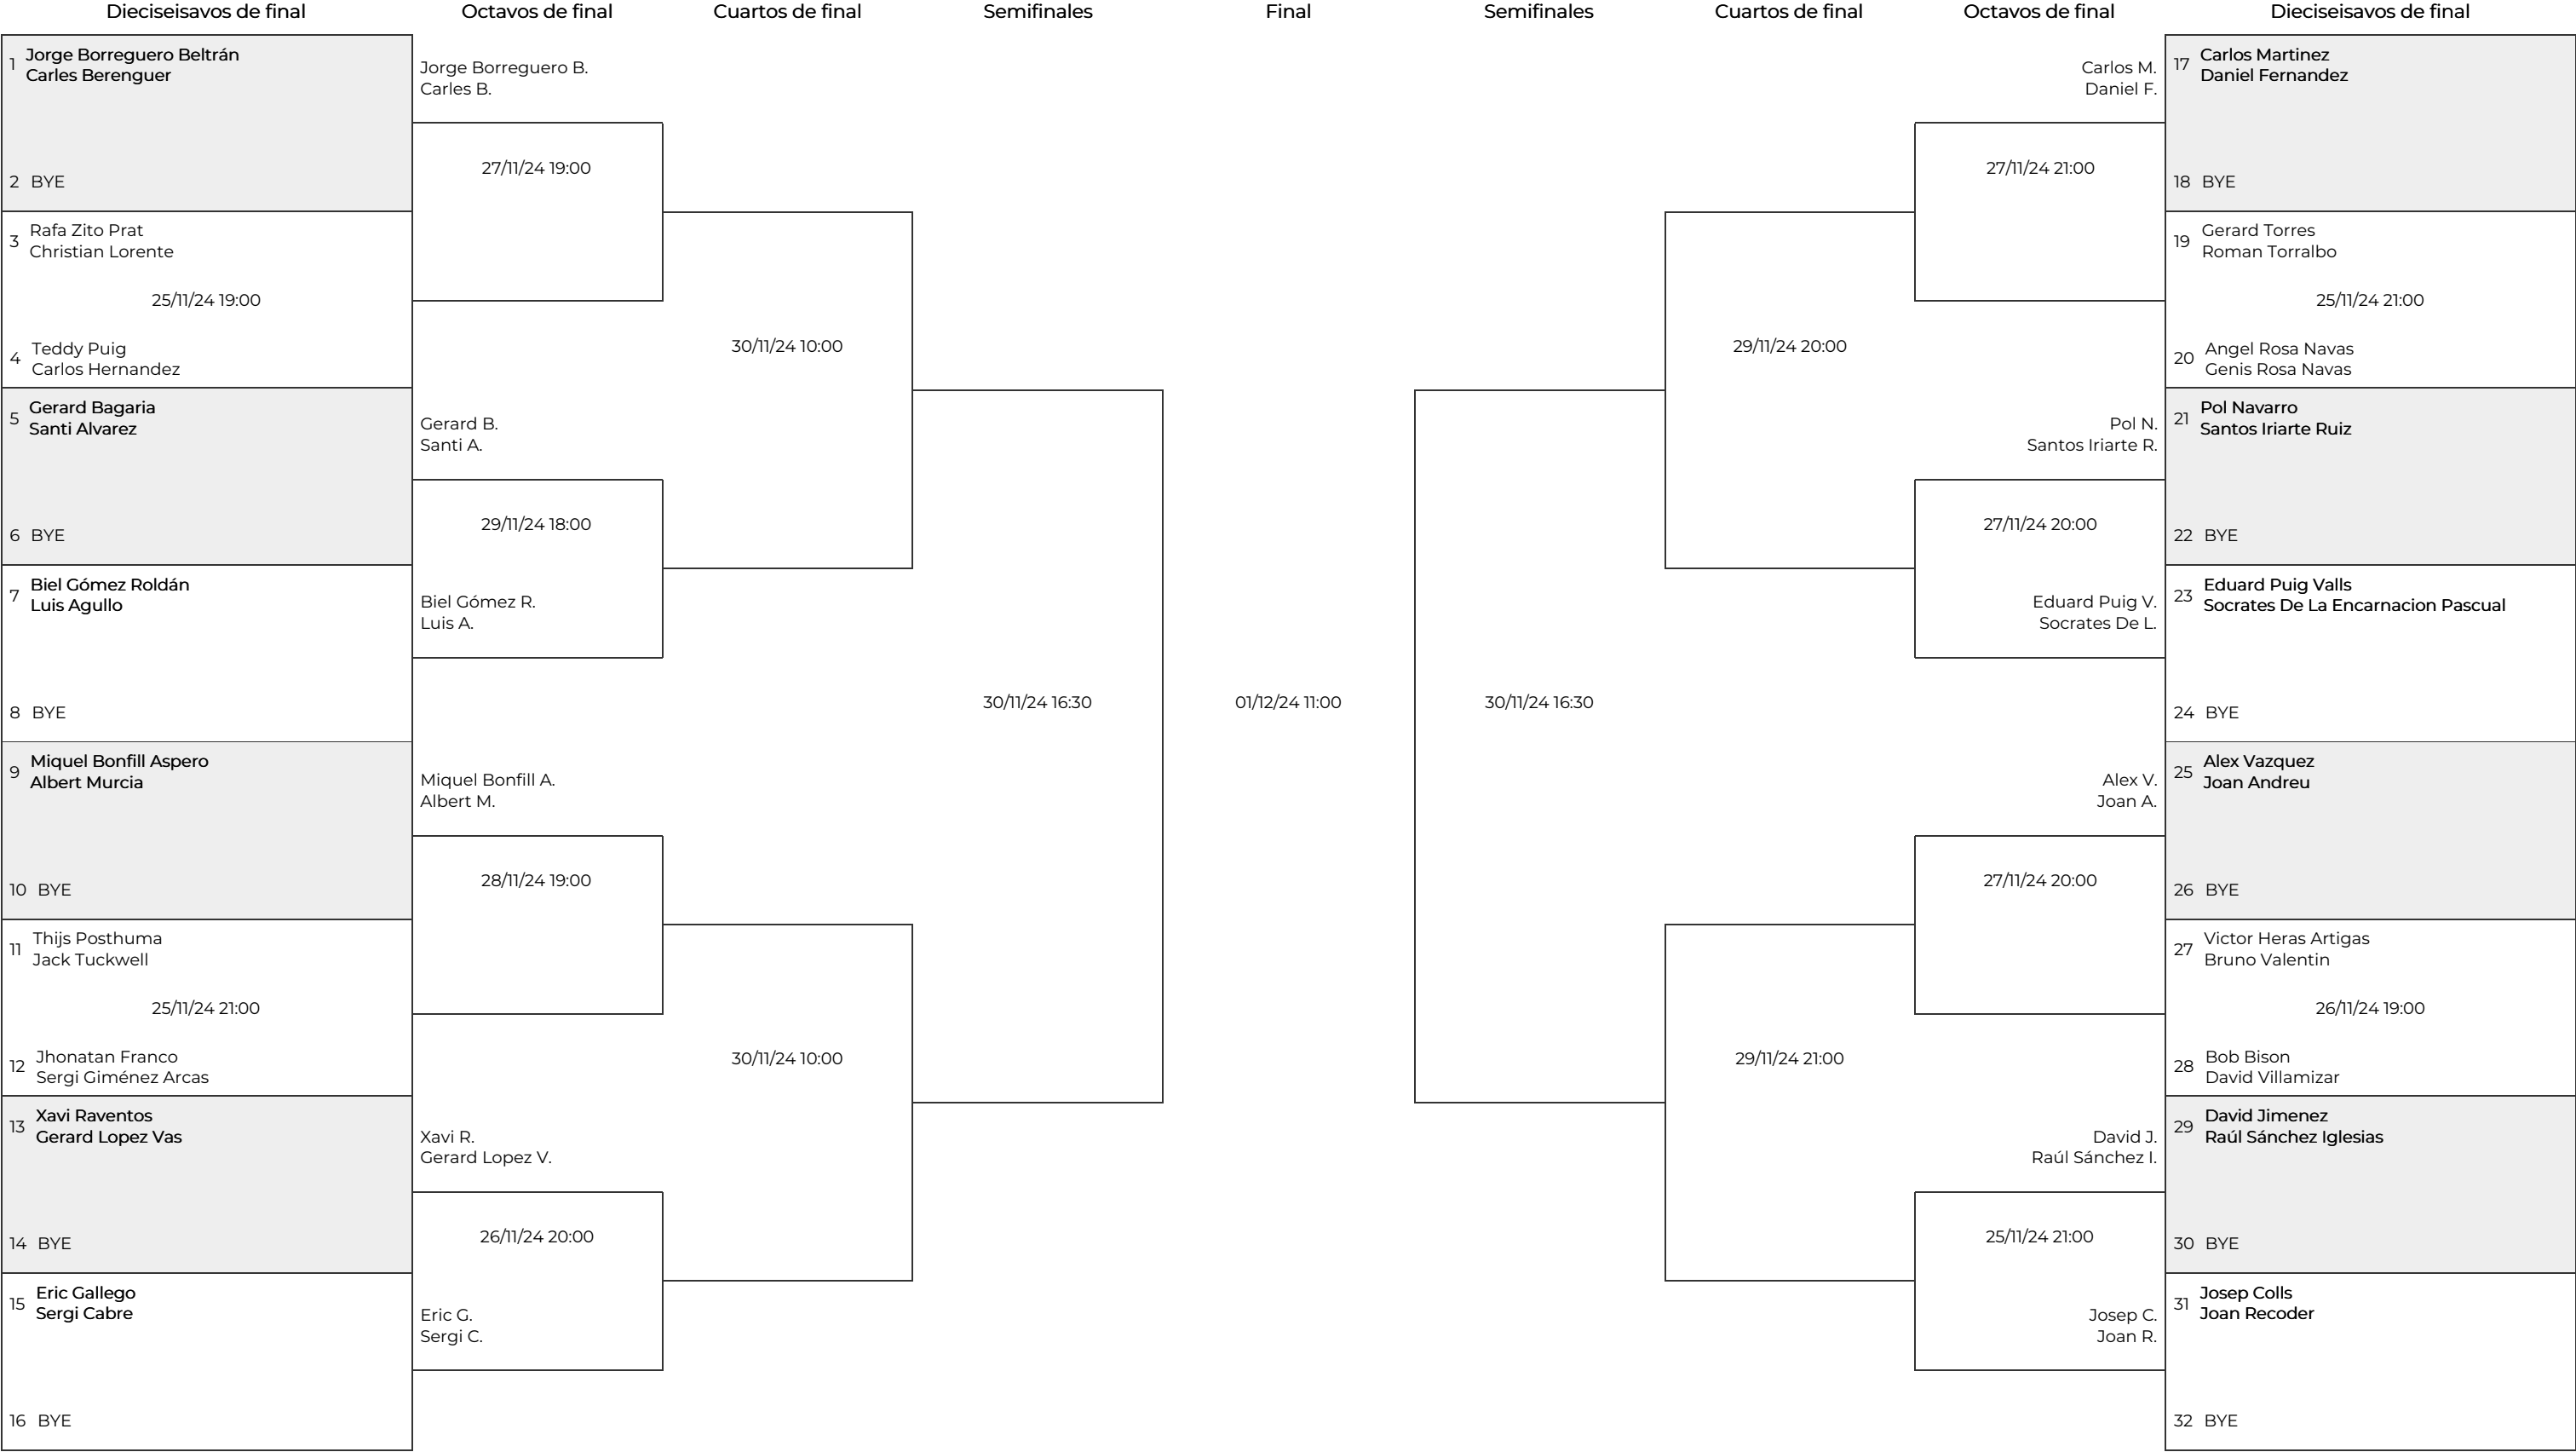 Dieciseisavos de final
Octavos de final
Cuartos de final
Semifinales
Final
Semifinales
Cuartos de final
Octavos de final
Dieciseisavos de final
1
Jorge Borreguero Beltrán
Carles Berenguer
2 BYE
3
Rafa Zito Prat
Christian Lorente
25/11/24 19:00
4
Teddy Puig
Carlos Hernandez
5
Gerard Bagaria
Santi Alvarez
6 BYE
7
Biel Gómez Roldán
Luis Agullo
8 BYE
9
Miquel Bonfill Aspero
Albert Murcia
10 BYE
11
Thijs Posthuma
Jack Tuckwell
25/11/24 21:00
12
Jhonatan Franco
Sergi Giménez Arcas
13
Xavi Raventos
Gerard Lopez Vas
14 BYE
15
Eric Gallego
Sergi Cabre
16 BYE
Jorge Borreguero B.
Carles B.
27/11/24 19:00
Gerard B.
Santi A.
29/11/24 18:00
Biel Gómez R.
Luis A.
Miquel Bonfill A.
Albert M.
28/11/24 19:00
Xavi R.
Gerard Lopez V.
26/11/24 20:00
Eric G.
Sergi C.
30/11/24 10:00
30/11/24 10:00
30/11/24 16:30
01/12/24 11:00
30/11/24 16:30
29/11/24 20:00
29/11/24 21:00
Carlos M.
Daniel F.
27/11/24 21:00
Pol N.
Santos Iriarte R.
27/11/24 20:00
Eduard Puig V.
Socrates De L.
Alex V.
Joan A.
27/11/24 20:00
David J.
Raúl Sánchez I.
25/11/24 21:00
Josep C.
Joan R.
17
Carlos Martinez
Daniel Fernandez
18 BYE
19
Gerard Torres
Roman Torralbo
25/11/24 21:00
20
Angel Rosa Navas
Genis Rosa Navas
21
Pol Navarro
Santos Iriarte Ruiz
22 BYE
23
Eduard Puig Valls
Socrates De La Encarnacion Pascual
24 BYE
25
Alex Vazquez
Joan Andreu
26 BYE
27
Victor Heras Artigas
Bruno Valentin
26/11/24 19:00
28
Bob Bison
David Villamizar
29
David Jimenez
Raúl Sánchez Iglesias
30 BYE
31
Josep Colls
Joan Recoder
32 BYE